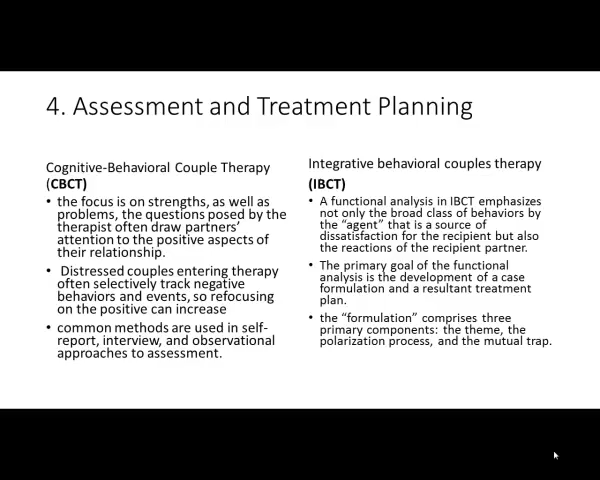 4. Assessment and Treatment Planning
Cognitive-Behavioral Couple Therapy
(CBCT)
• the focus is on strengths, as well as
problems, the questions posed by the
therapist often draw partners’
attention to the positive aspects of
their relationship.
• Distressed couples entering therapy
often selectively track negative
behaviors and events, so refocusing
on the positive can increase
• common methods are used in self-
report, interview, and observational
approaches to assessment.
Integrative behavioral couples therapy
(IBCT)
• A functional analysis in IBCT emphasizes
not only the broad class of behaviors by
the “agent” that is a source of
dissatisfaction for the recipient but also
the reactions of the recipient partner.
• The primary goal of the functional
analysis is the development of a case
formulation and a resultant treatment
plan.
• the “formulation” comprises three
primary components: the theme, the
polarization process, and the mutual trap.